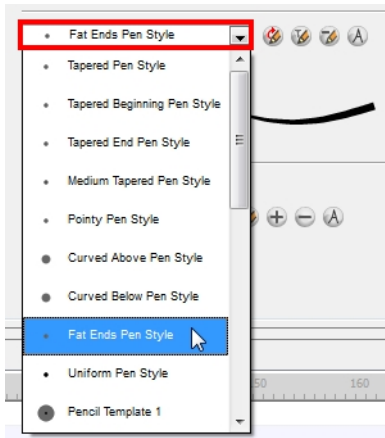 Fat Ends Pen Style
Tapered Pen Style
Tapered Beginning Pen Style
Tapered End Pen Style
Medium Tapered Pen Style
Pointy Pen Style
Curved Above Pen Style
Curved Below Pen Style
Fat Ends Pen Style
Uniform Pen Style
50 160
Pencil Template 1